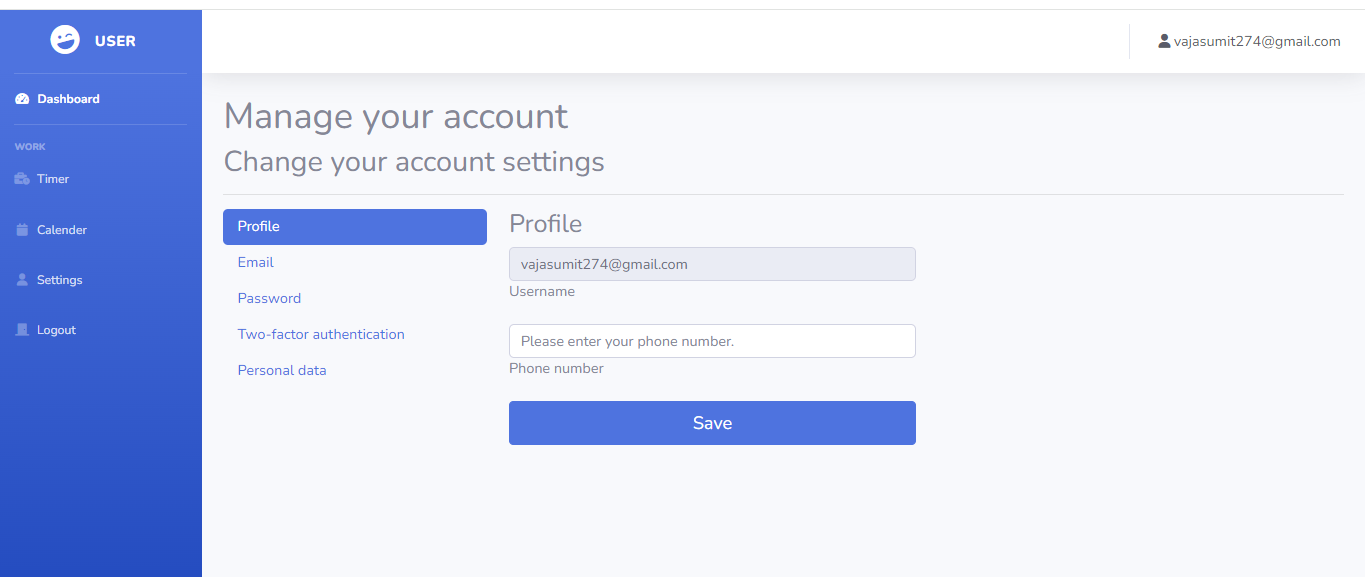 USER
vajasumit274@gmail.com
Dashboard
WORK
Timer
Calender
Settings
Logout
Manage your account
Change your account settings
Profile
Email
Password
Two-factor authentication
Personal data
Profile
vajasumit274@gmail.com
Username
Please enter your phone number.
Phone number
Save